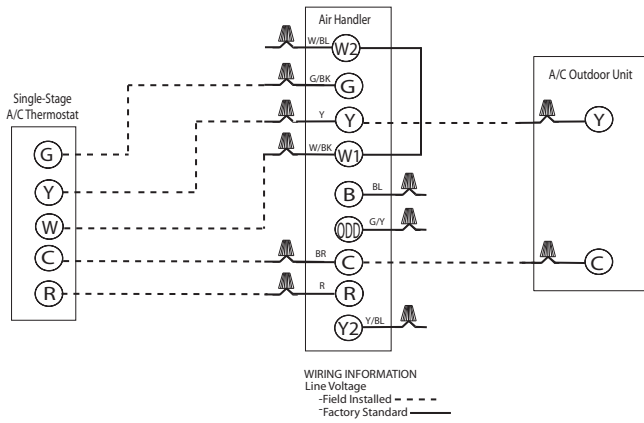 Air Handler
W/BL
W2
G/BK
G
Single-Stage
A/C Thermostat
A/C Outdoor Unit
Y
Y
Y
G
W/BK
W1
Y
B
BL
W
ODD
G/Y
C
BR
C
C
R
R
R
Y2
Y/BL
WIRING INFORMATION
Line Voltage
-Field Installed
-Factory Standard